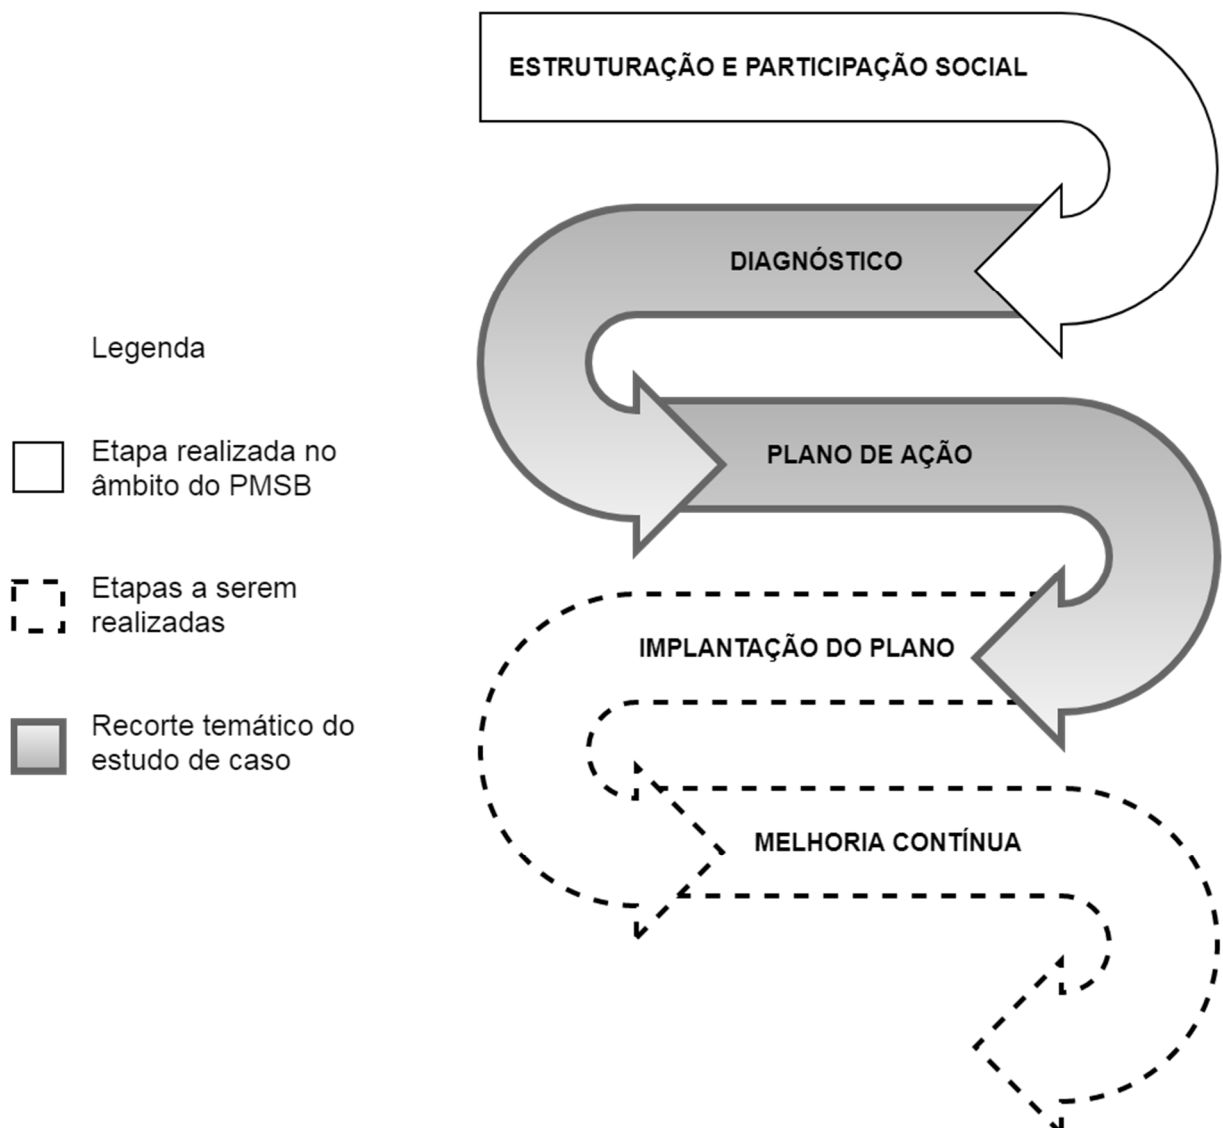 ESTRUTURAÇÃO E PARTICIPAÇÃO SOCIAL
DIAGNÓSTICO
PLANO DE AÇÃO
IMPLANTAÇÃO DO PLANO
MELHORIA CONTÍNUA
Legenda
Etapa realizada no
âmbito do PMSB
Etapas a serem
realizadas
Recorte temático do
estudo de caso